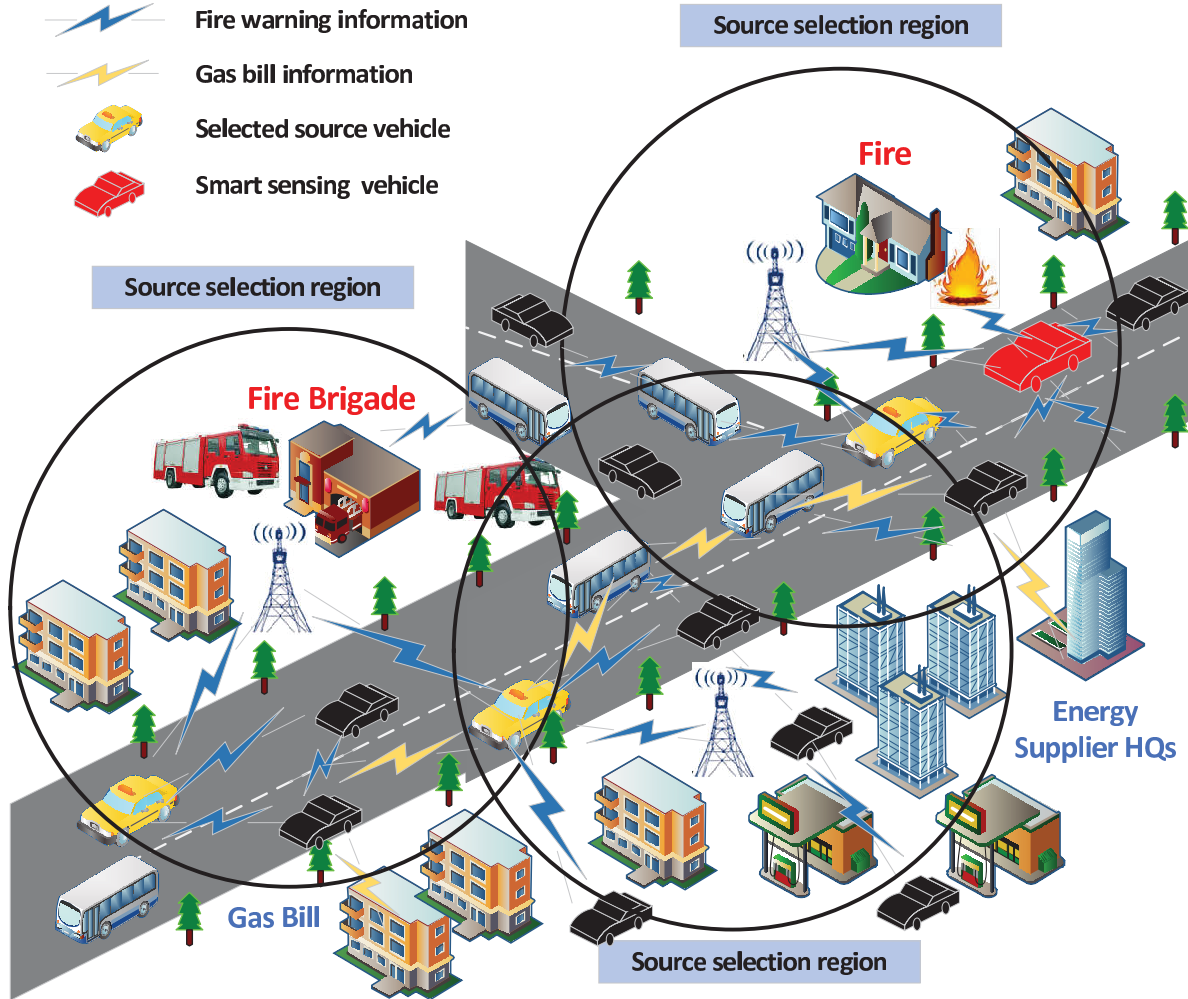 Fire warning information
Gas bill information
Selected source vehicle
Smart sensing vehicle
Source selection region
Fire
Source selection region
Fire Brigade
Energy
Supplier HQs
Gas Bill
Source selection region